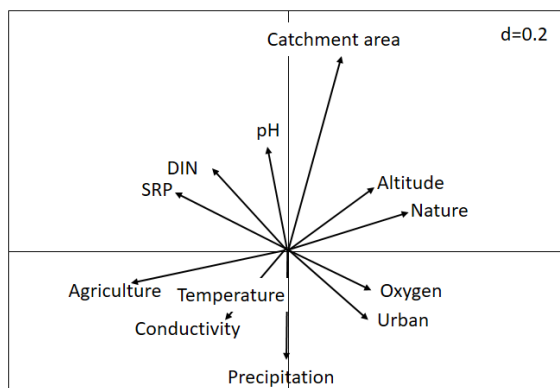 Catchment area
d=0.2
pH
DIN
SRP
Altitude
Nature
Agriculture
Temperature
Oxygen
Conductivity
Urban
Precipitation